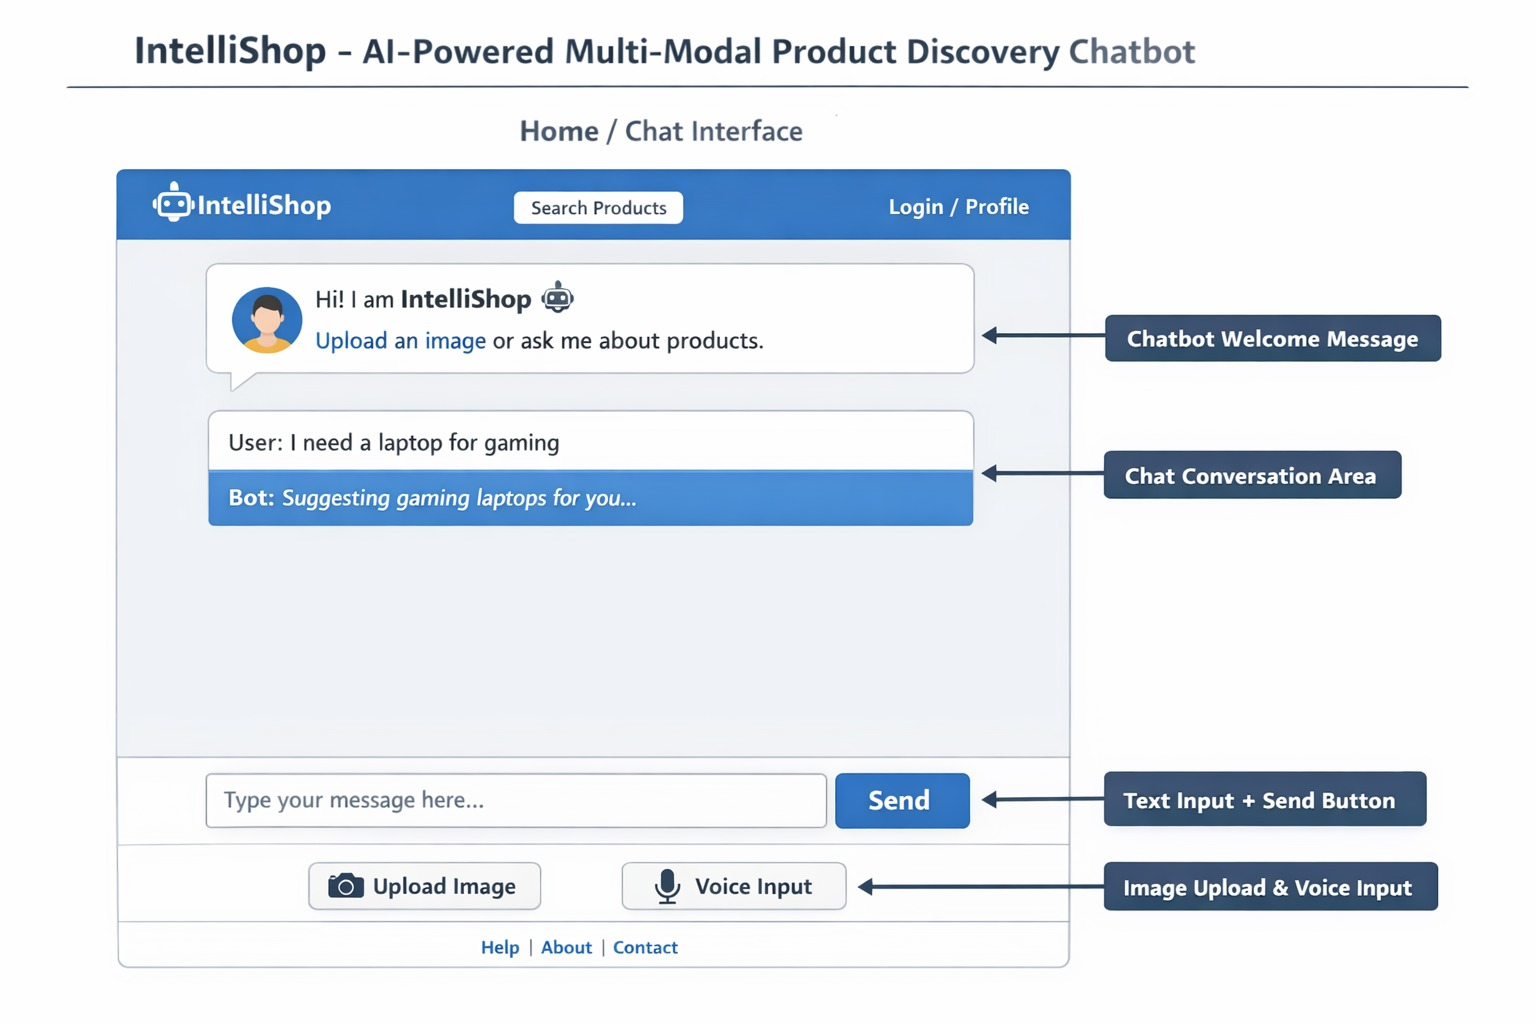 IntelliShop - AI-Powered Multi-Modal Product Discovery Chatbot
Home / Chat Interface
IntelliShop
Search Products
Login / Profile
Hi! I am IntelliShop
Upload an image or ask me about products.
Chatbot Welcome Message
User: I need a laptop for gaming
Bot: Suggesting gaming laptops for you...
Chat Conversation Area
Type your message here...
Send
Text Input + Send Button
Upload Image
Voice Input
Image Upload & Voice Input
Help | About | Contact